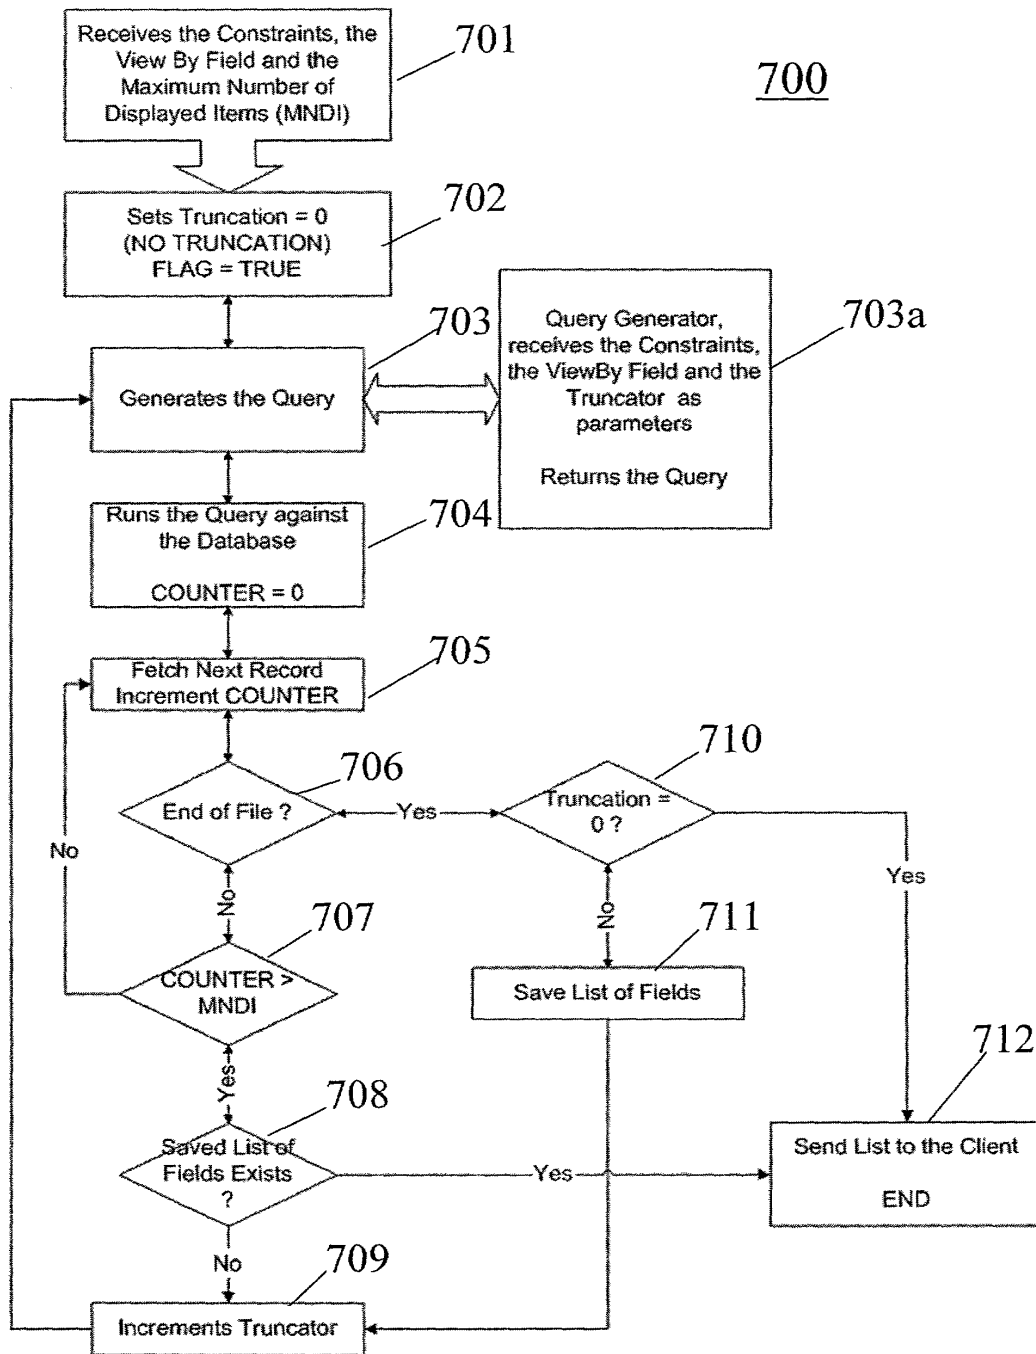 Receives the Constraints, the
View By Field and the
Maximum Number of
Displayed Items (MNDI)
701
700
Sets Truncation = 0
(NO TRUNCATION)
FLAG = TRUE
702
Generates the Query
703
Query Generator,
receives the Constraints,
the ViewBy Field and the
Truncator as
parameters
Returns the Query
703a
Runs the Query against
the Database
COUNTER = 0
704
Fetch Next Record
Increment COUNTER
705
End of File ?
706
Yes
Truncation =
0 ?
710
No
No
Yes
COUNTER >
MNDI
707
No
Save List of Fields
711
Yes
Saved List of
Fields Exists
?
708
Yes
Send List to the Client
END
712
No
Increments Truncator
709